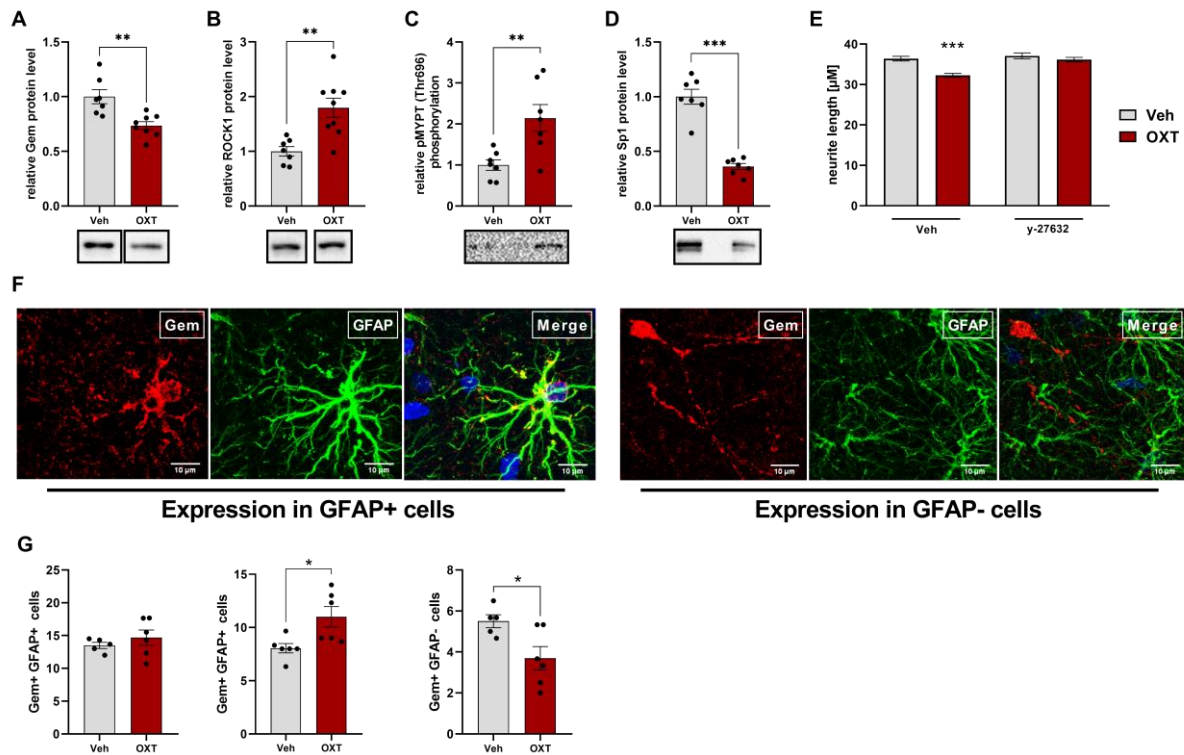 A
relative Gem protein level
1.5
1.0
0.5
0.0
**
Veh
OXT
B
relative ROCK1 protein level
3
2
1
0
**
Veh
OXT
C
relative pMYPT (Thr696)
phosphorylation
4
3
2
1
0
**
Veh
OXT
D
relative Sp1 protein level
1.5
1.0
0.5
0.0
***
Veh
OXT
E
neurite length [µM]
40
30
20
10
0
***
Veh
y-27632
Veh
OXT
F
Gem
10 µm
GFAP
10 µm
Merge
10 µm
Expression in GFAP+ cells
Gem
10 µm
GFAP
10 µm
Merge
10 µm
Expression in GFAP- cells
G
Gem+ GFAP+ cells
25
20
15
10
5
0
Veh
OXT
Gem+ GFAP+ cells
15
10
5
0
*
Veh
OXT
Gem+ GFAP- cells
8
6
4
2
0
*
Veh
OXT